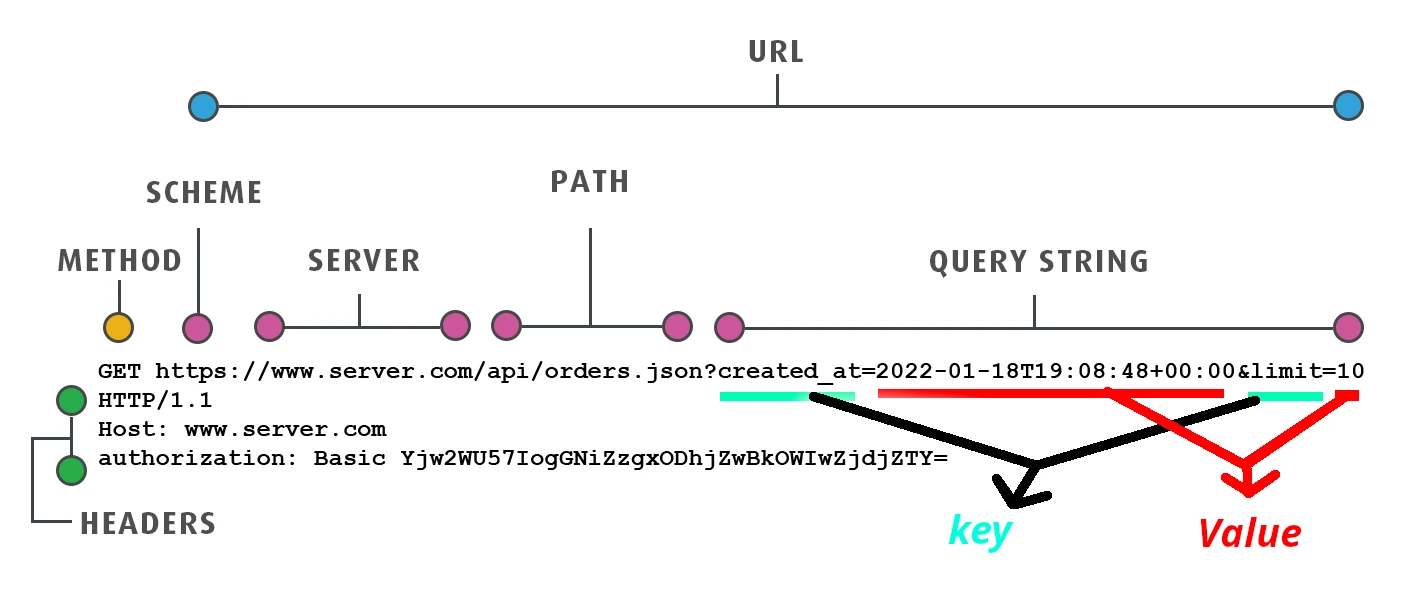 URL
SCHEME
PATH
METHOD
SERVER
QUERY STRING
GET https://www.server.com/api/orders.json?created_at=2022-01-18T19:08:48+00:00&limit=10
HTTP/1.1
Host: www.server.com
authorization: Basic Yjw2WU57IogGNiZzgxODhjZwBkOWIwZjdjZTY=
HEADERS
key
Value